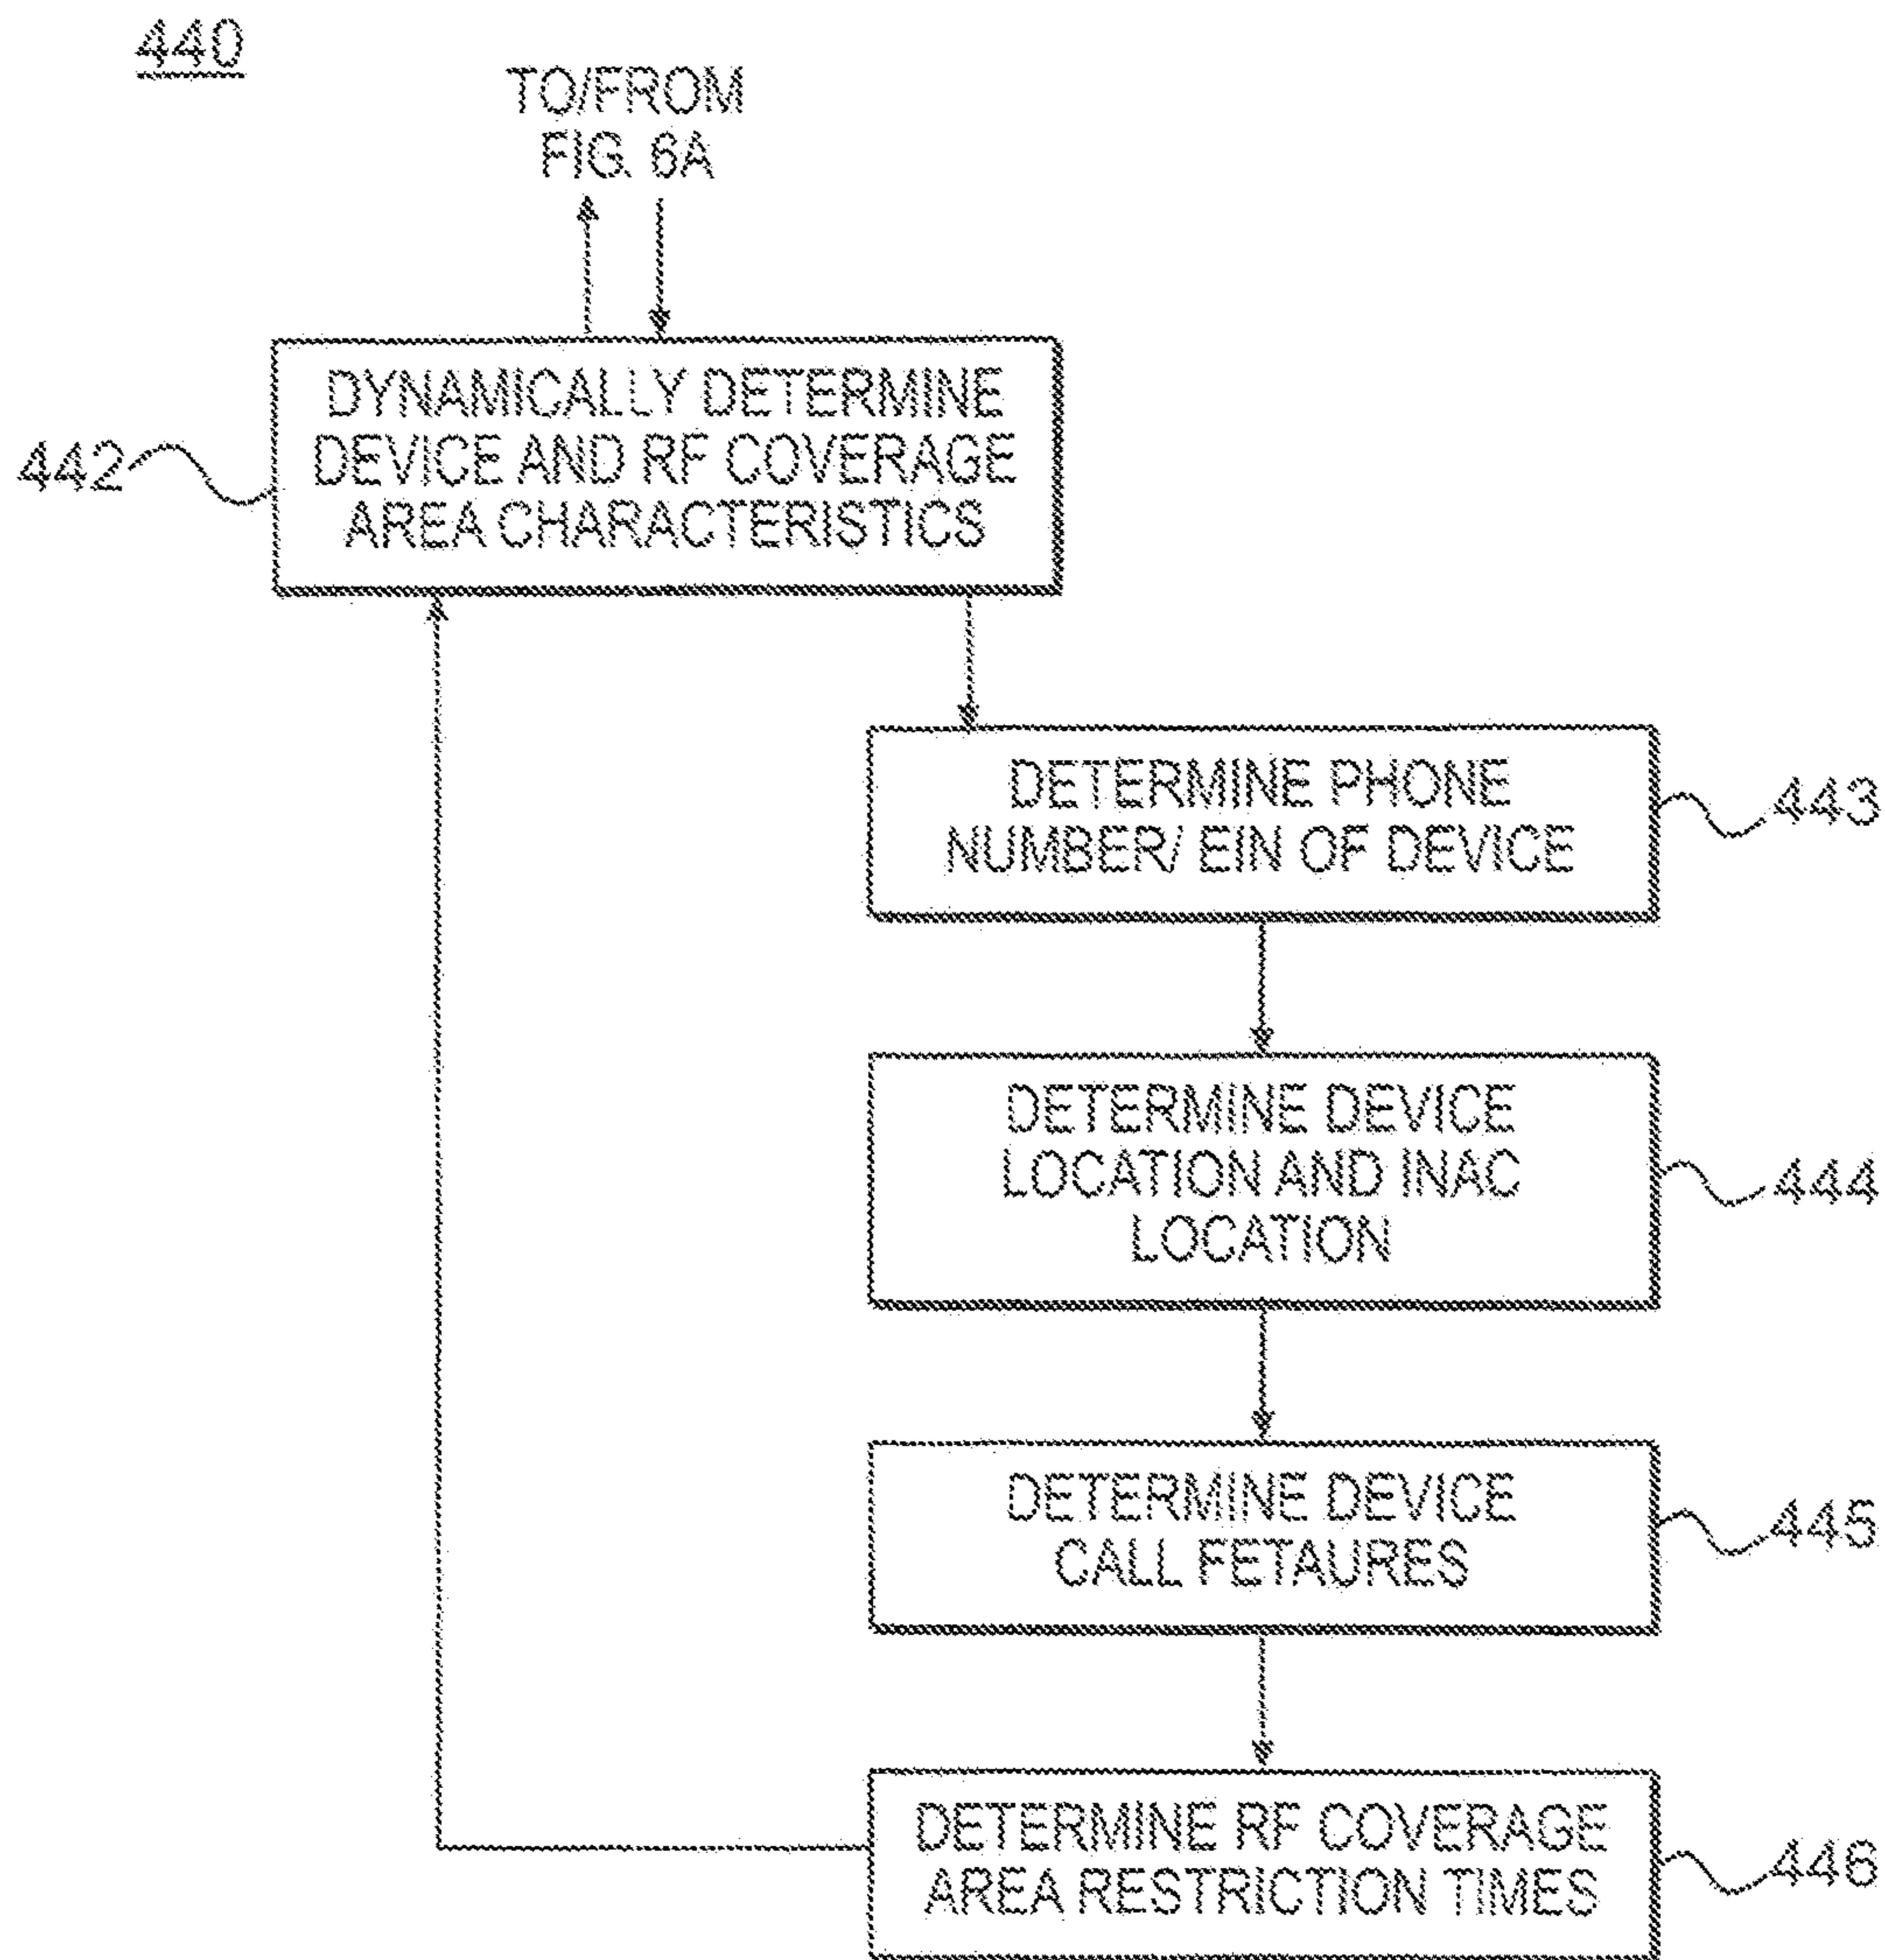 440
TO/FROM
FIG. 6A
DYNAMICALLY DETERMINE
DEVICE AND RF COVERAGE
AREA CHARACTERISTICS
442
DETERMINE PHONE
NUMBER/ EIN OF DEVICE
443
DETERMINE DEVICE
LOCATION AND INAC
LOCATION
444
DETERMINE DEVICE
CALL FETAURES
445
DETERMINE RF COVERAGE
AREA RESTRICTION TIMES
446